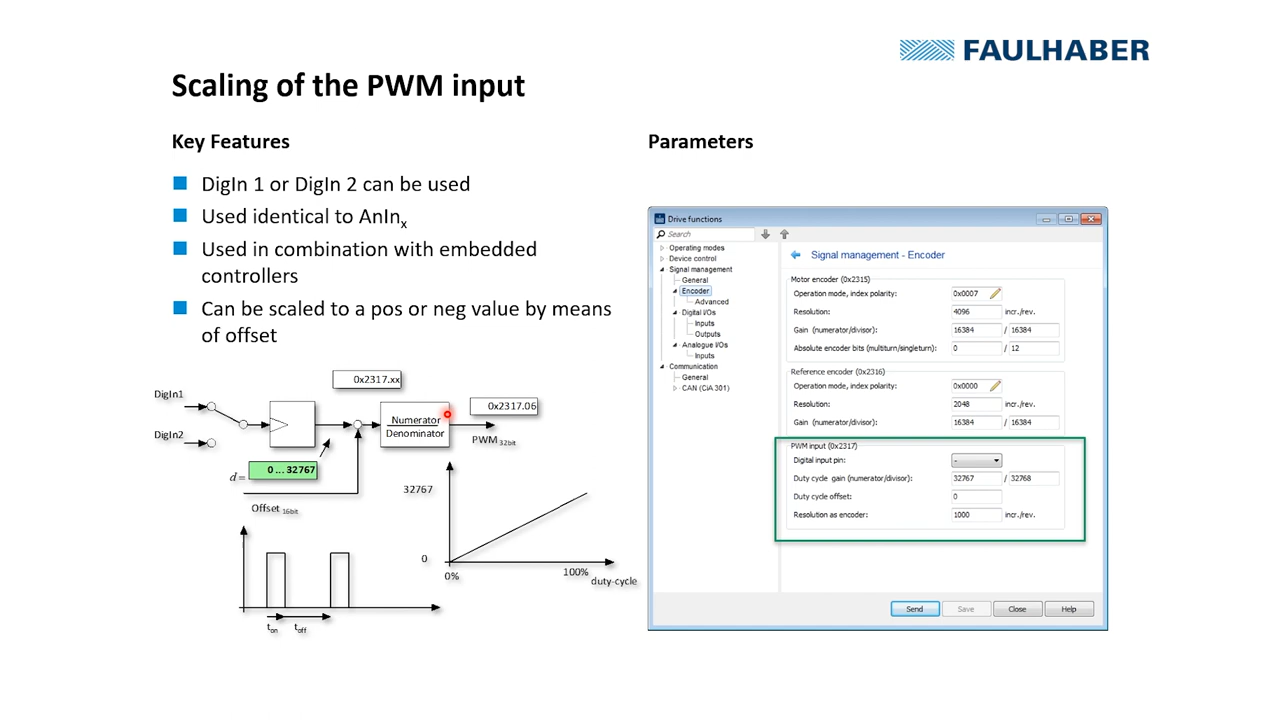 FAULHABER
Scaling of the PWM input
Key Features
DigIn 1 or DigIn 2 can be used
Used identical to AnInx
Used in combination with embedded
controllers
Can be scaled to a pos or neg value by means
of offset
0x2317.xx
DigIn1
DigIn2
Numerator
Denominator
0x2317.06
PWM 32bit
d =
0 ... 32767
Offset 16bit
32767
0
0%
100%
duty-cycle
ton
toff
Parameters
Drive functions
Search
Operating modes
Device control
Signal management
General
Encoder
Advanced
Digital I/Os
Inputs
Outputs
Analogue I/Os
Inputs
Communication
General
CAN (CiA 301)
Signal management - Encoder
Motor encoder (0x2315)
Operation mode, index polarity: 0x0007
Resolution: 4096 incr./rev.
Gain (numerator/divisor): 16384 / 16384
Absolute encoder bits (multiturn/singleturn): 0 / 12
Reference encoder (0x2316)
Operation mode, index polarity: 0x0000
Resolution: 2048 incr./rev.
Gain (numerator/divisor): 16384 / 16384
PWM input (0x2317)
Digital input pin: -
Duty cycle gain (numerator/divisor): 32767 / 32768
Duty cycle offset: 0
Resolution as encoder: 1000 incr./rev.
Send Save Close Help